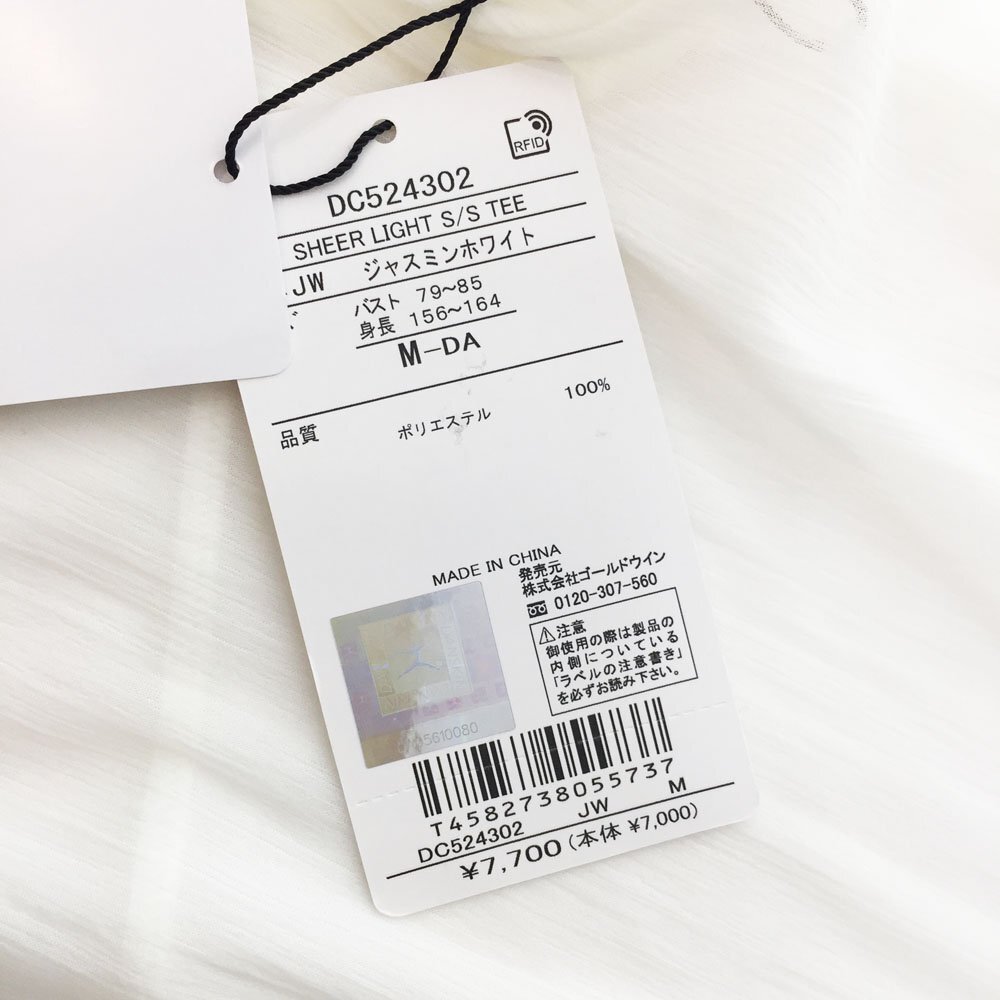 RFID
DC524302
SHEER LIGHT S/S TEE
JW ジャスミンホワイト
バスト 79~85
身長 156~164
M-DA
品質 ポリエステル 100%
MADE IN CHINA
発売元
株式会社ゴールドウイン
0120-307-560
注意
御使用の際は製品の
内側についている
「ラベルの注意書き」
を必ずお読み下さい。
5610080
T4582738055737
DC524302 JW M
¥7,700(本体 ¥7,000)